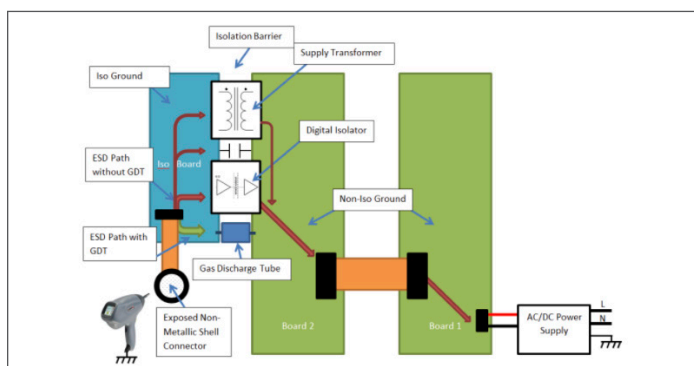 Isolation Barrier
Supply Transformer
Iso Ground
Digital Isolator
ESD Path
without GDT
Iso Board
Non-Iso Ground
ESD Path with
GDT
Gas Discharge Tube
Exposed Non-
Metallic Shell
Connector
Board 2
Board 1
AC/DC Power
Supply
L
N